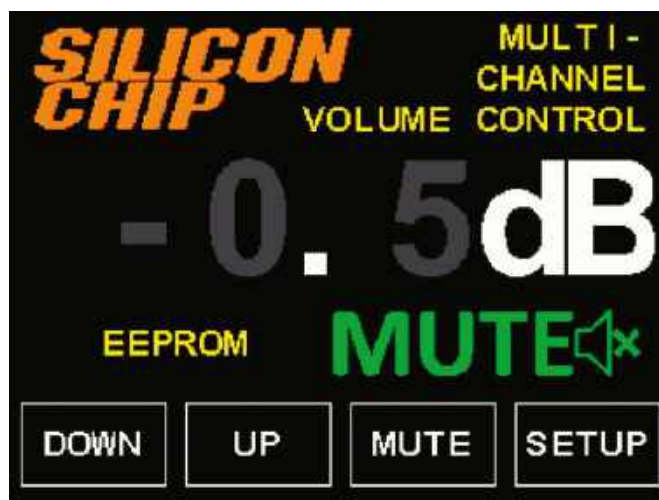 SILICON
CHIP
MULTI-
CHANNEL
VOLUME CONTROL
-0.5dB
EEPROM
MUTE
DOWN
UP
MUTE
SETUP